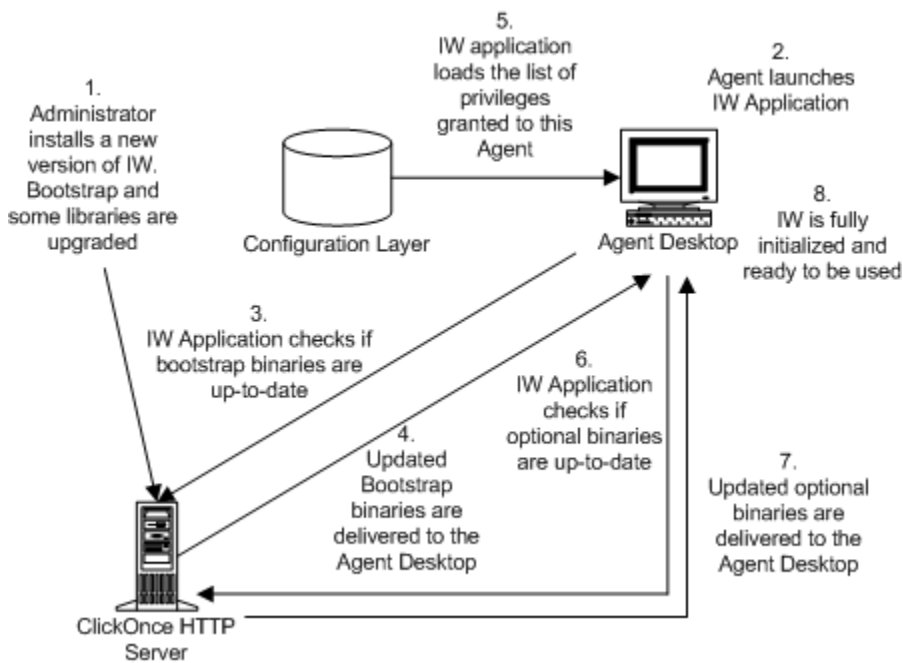 1.
Administrator
installs a new
version of IW.
Bootstrap and
some libraries are
upgraded
5.
IW application
loads the list of
privileges
granted to this
Agent
2.
Agent launches
IW Application
Configuration Layer
Agent Desktop
8.
IW is fully
initialized and
ready to be used
3.
IW Application checks if
bootstrap binaries are
up-to-date
4.
Updated
Bootstrap
binaries are
delivered to the
Agent Desktop
6.
IW Application
checks if
optional binaries
are up-to-date
7.
Updated optional
binaries are
delivered to the
Agent Desktop
ClickOnce HTTP
Server